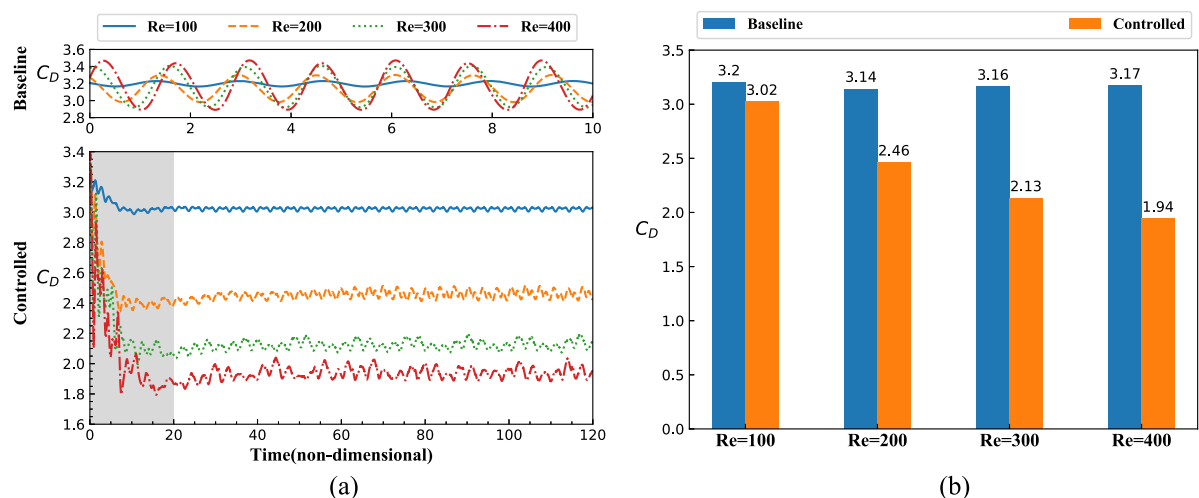 Re=100 Re=200 Re=300 Re=400
Baseline
C_D
3.6
3.4
3.2
3.0
2.8
0 2 4 6 8 10
Controlled
C_D
3.4
3.2
3.0
2.8
2.6
2.4
2.2
2.0
1.8
1.6
0 20 40 60 80 100 120
Time(non-dimensional)
(a)
Baseline Controlled
C_D
3.5
3.0
2.5
2.0
1.5
1.0
0.5
0.0
3.2 3.02 3.14 2.46 3.16 2.13 3.17 1.94
Re=100 Re=200 Re=300 Re=400
(b)